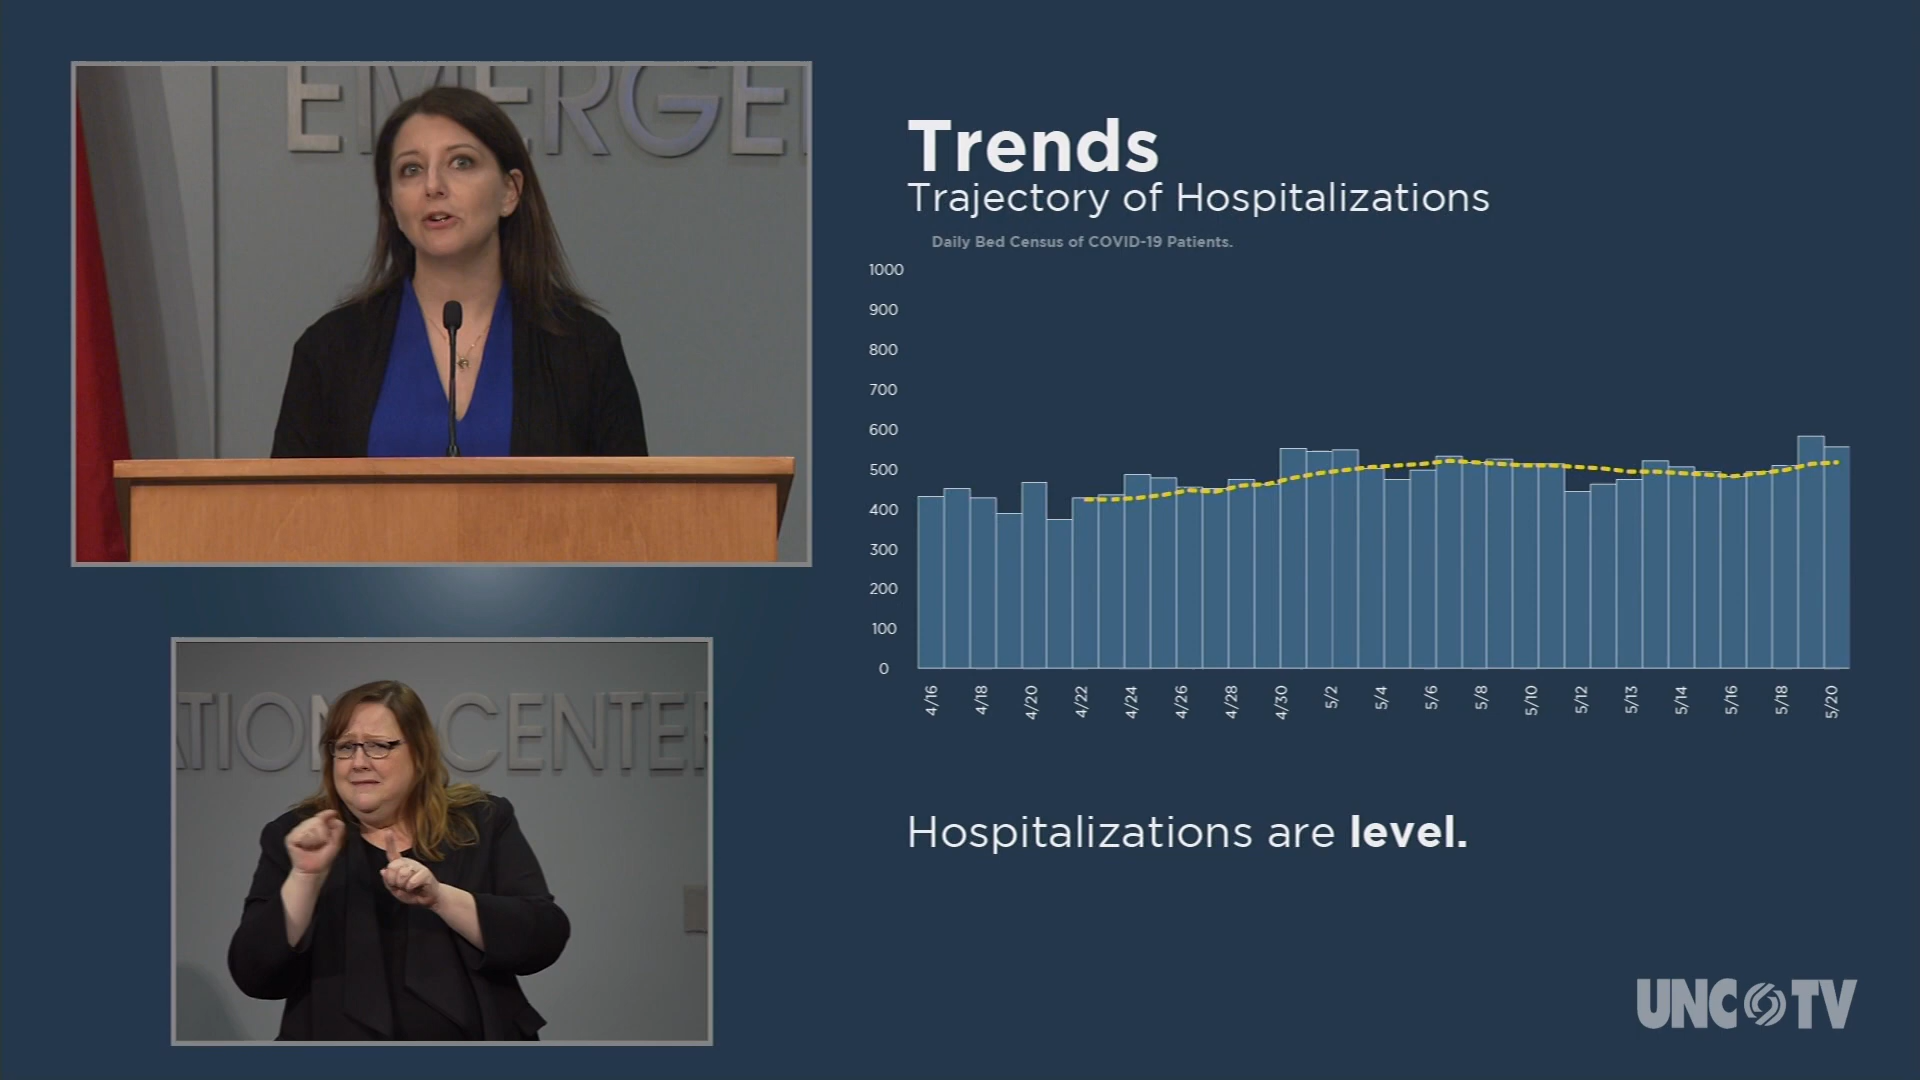 EMERGE
Trends
Trajectory of Hospitalizations
Daily Bed Census of COVID-19 Patients.
1000
900
800
700
600
500
400
300
200
100
0
4/16 4/18 4/20 4/22 4/24 4/26 4/28 4/30 5/2 5/4 5/6 5/8 5/10 5/12 5/13 5/14 5/16 5/18 5/20
ATION CENTER
Hospitalizations are level.
UNC TV